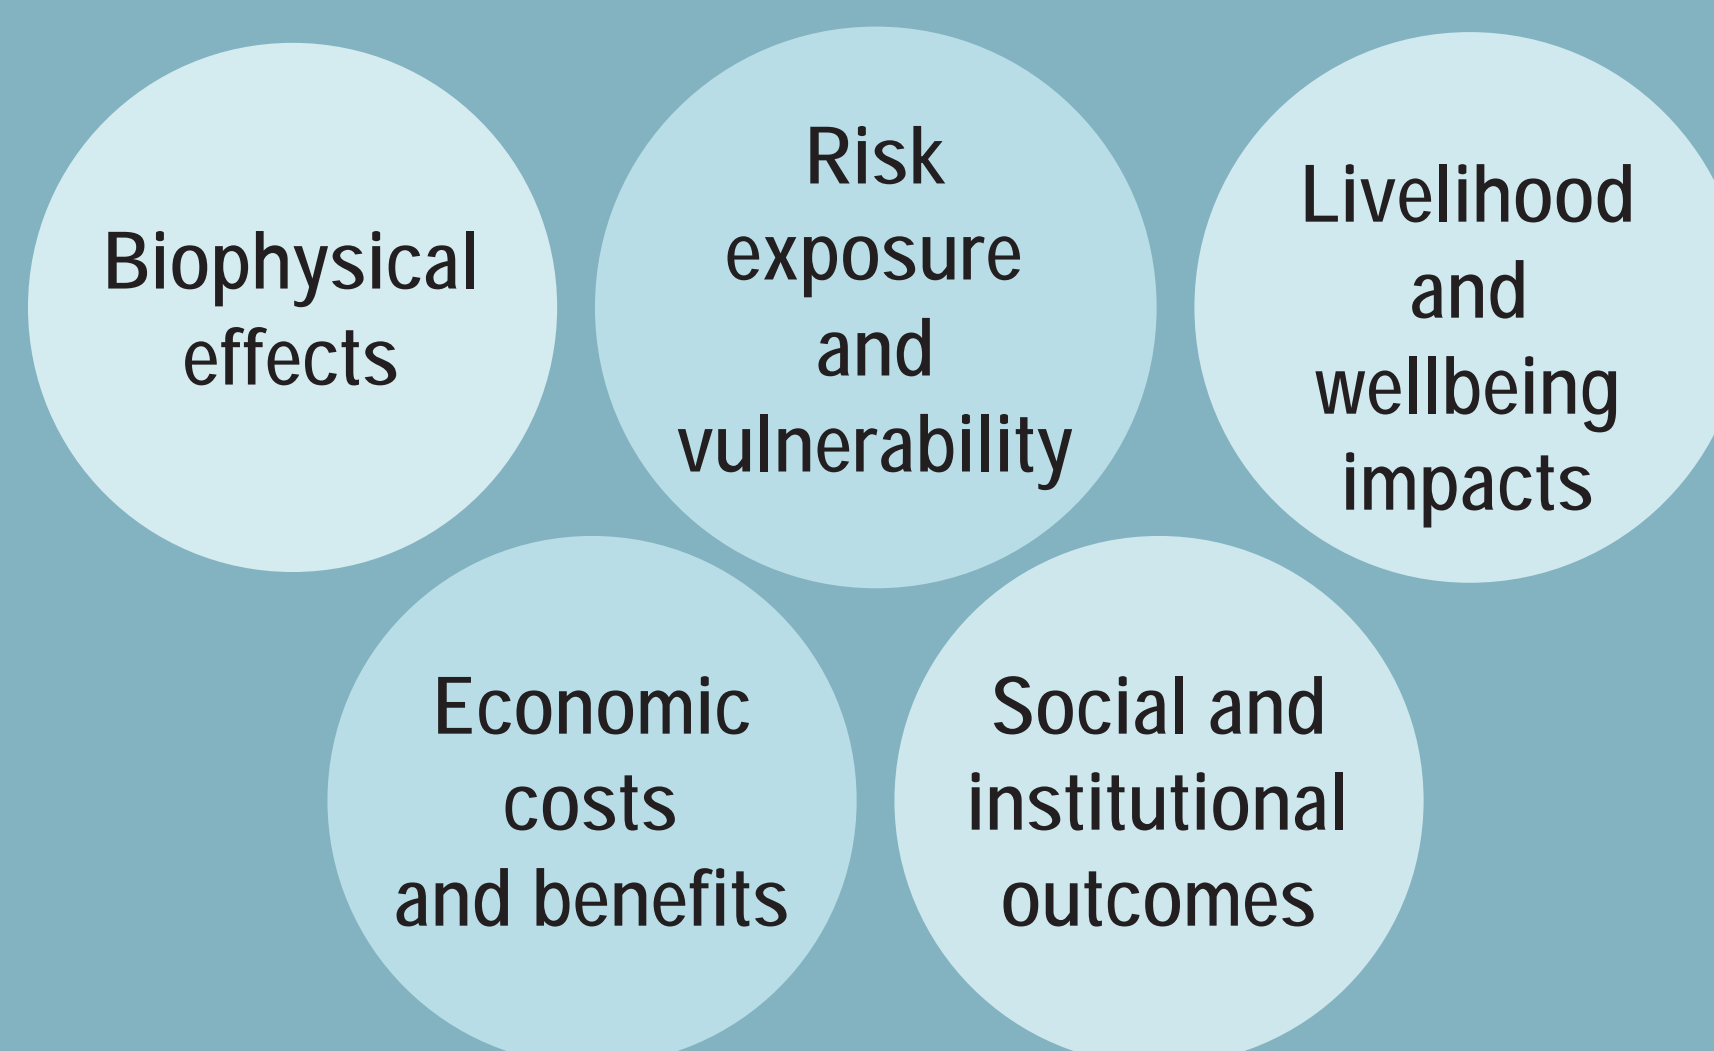 Biophysical
effects
Risk
exposure
and
vulnerability
Livelihood
and
wellbeing
impacts
Economic
costs
and benefits
Social and
institutional
outcomes